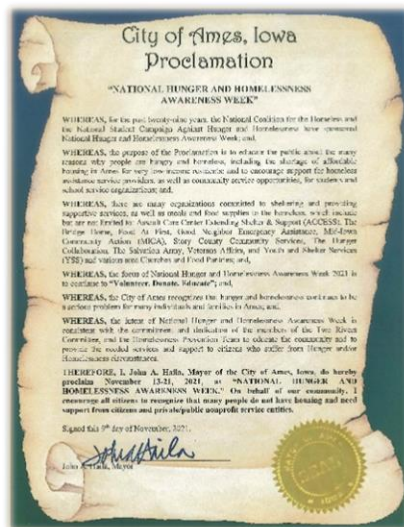 City of Ames, Iowa
Proclamation
“NATIONAL HUNGER AND HOMELESSNESS
AWARENESS WEEK”
WHEREAS, for the past twenty-nine years, the National Coalition for the Homeless and
the National Student Campaign Against Hunger and Homelessness have sponsored
National Hunger and Homelessness Awareness Week; and,
WHEREAS, the purpose of the Proclamation is to educate the public about the many
reasons why people are hungry and homeless, including the shortage of affordable
housing in Ames for very low-income residents; and to encourage support for homeless
assistance service providers, as well as community service opportunities, for students and
school service organizations; and,
WHEREAS, there are many organizations committed to sheltering and providing
supportive services, as well as meals and food supplies to the homeless, which include
but are not limited to: Assault Care Center Extending Shelter & Support (ACCESS), The
Bridge Home, Food At First, Good Neighbor Emergency Assistance, Mid-Iowa
Community Action (MICA), Story County Community Services, The Hunger
Collaboration, The Salvation Army, Veterans Affairs, and Youth and Shelter Services
(YSS) and various area Churches and Food Pantries; and,
WHEREAS, the focus of National Hunger and Homelessness Awareness Week 2021 is
to continue to “Volunteer, Donate, Educate”; and,
WHEREAS, the City of Ames recognizes that hunger and homelessness continues to be
a serious problem for many individuals and families in Ames; and,
WHEREAS, the intent of National Hunger and Homelessness Awareness Week is
consistent with the commitment and dedication of the members of the Two Rivers
Committee, and the Homelessness Prevention Team to educate the community and to
provide the needed services and support to citizens who suffer from Hunger and/or
Homelessness circumstances.
THEREFORE, I, John A. Haila, Mayor of the City of Ames, Iowa, do hereby
proclaim November 13-21, 2021, as “NATIONAL HUNGER AND
HOMELESSNESS AWARENESS WEEK.” On behalf of our community, I
encourage all citizens to recognize that many people do not have housing and need
support from citizens and private/public nonprofit service entities.
Signed this 9th day of November, 2021.
John A. Haila, Mayor